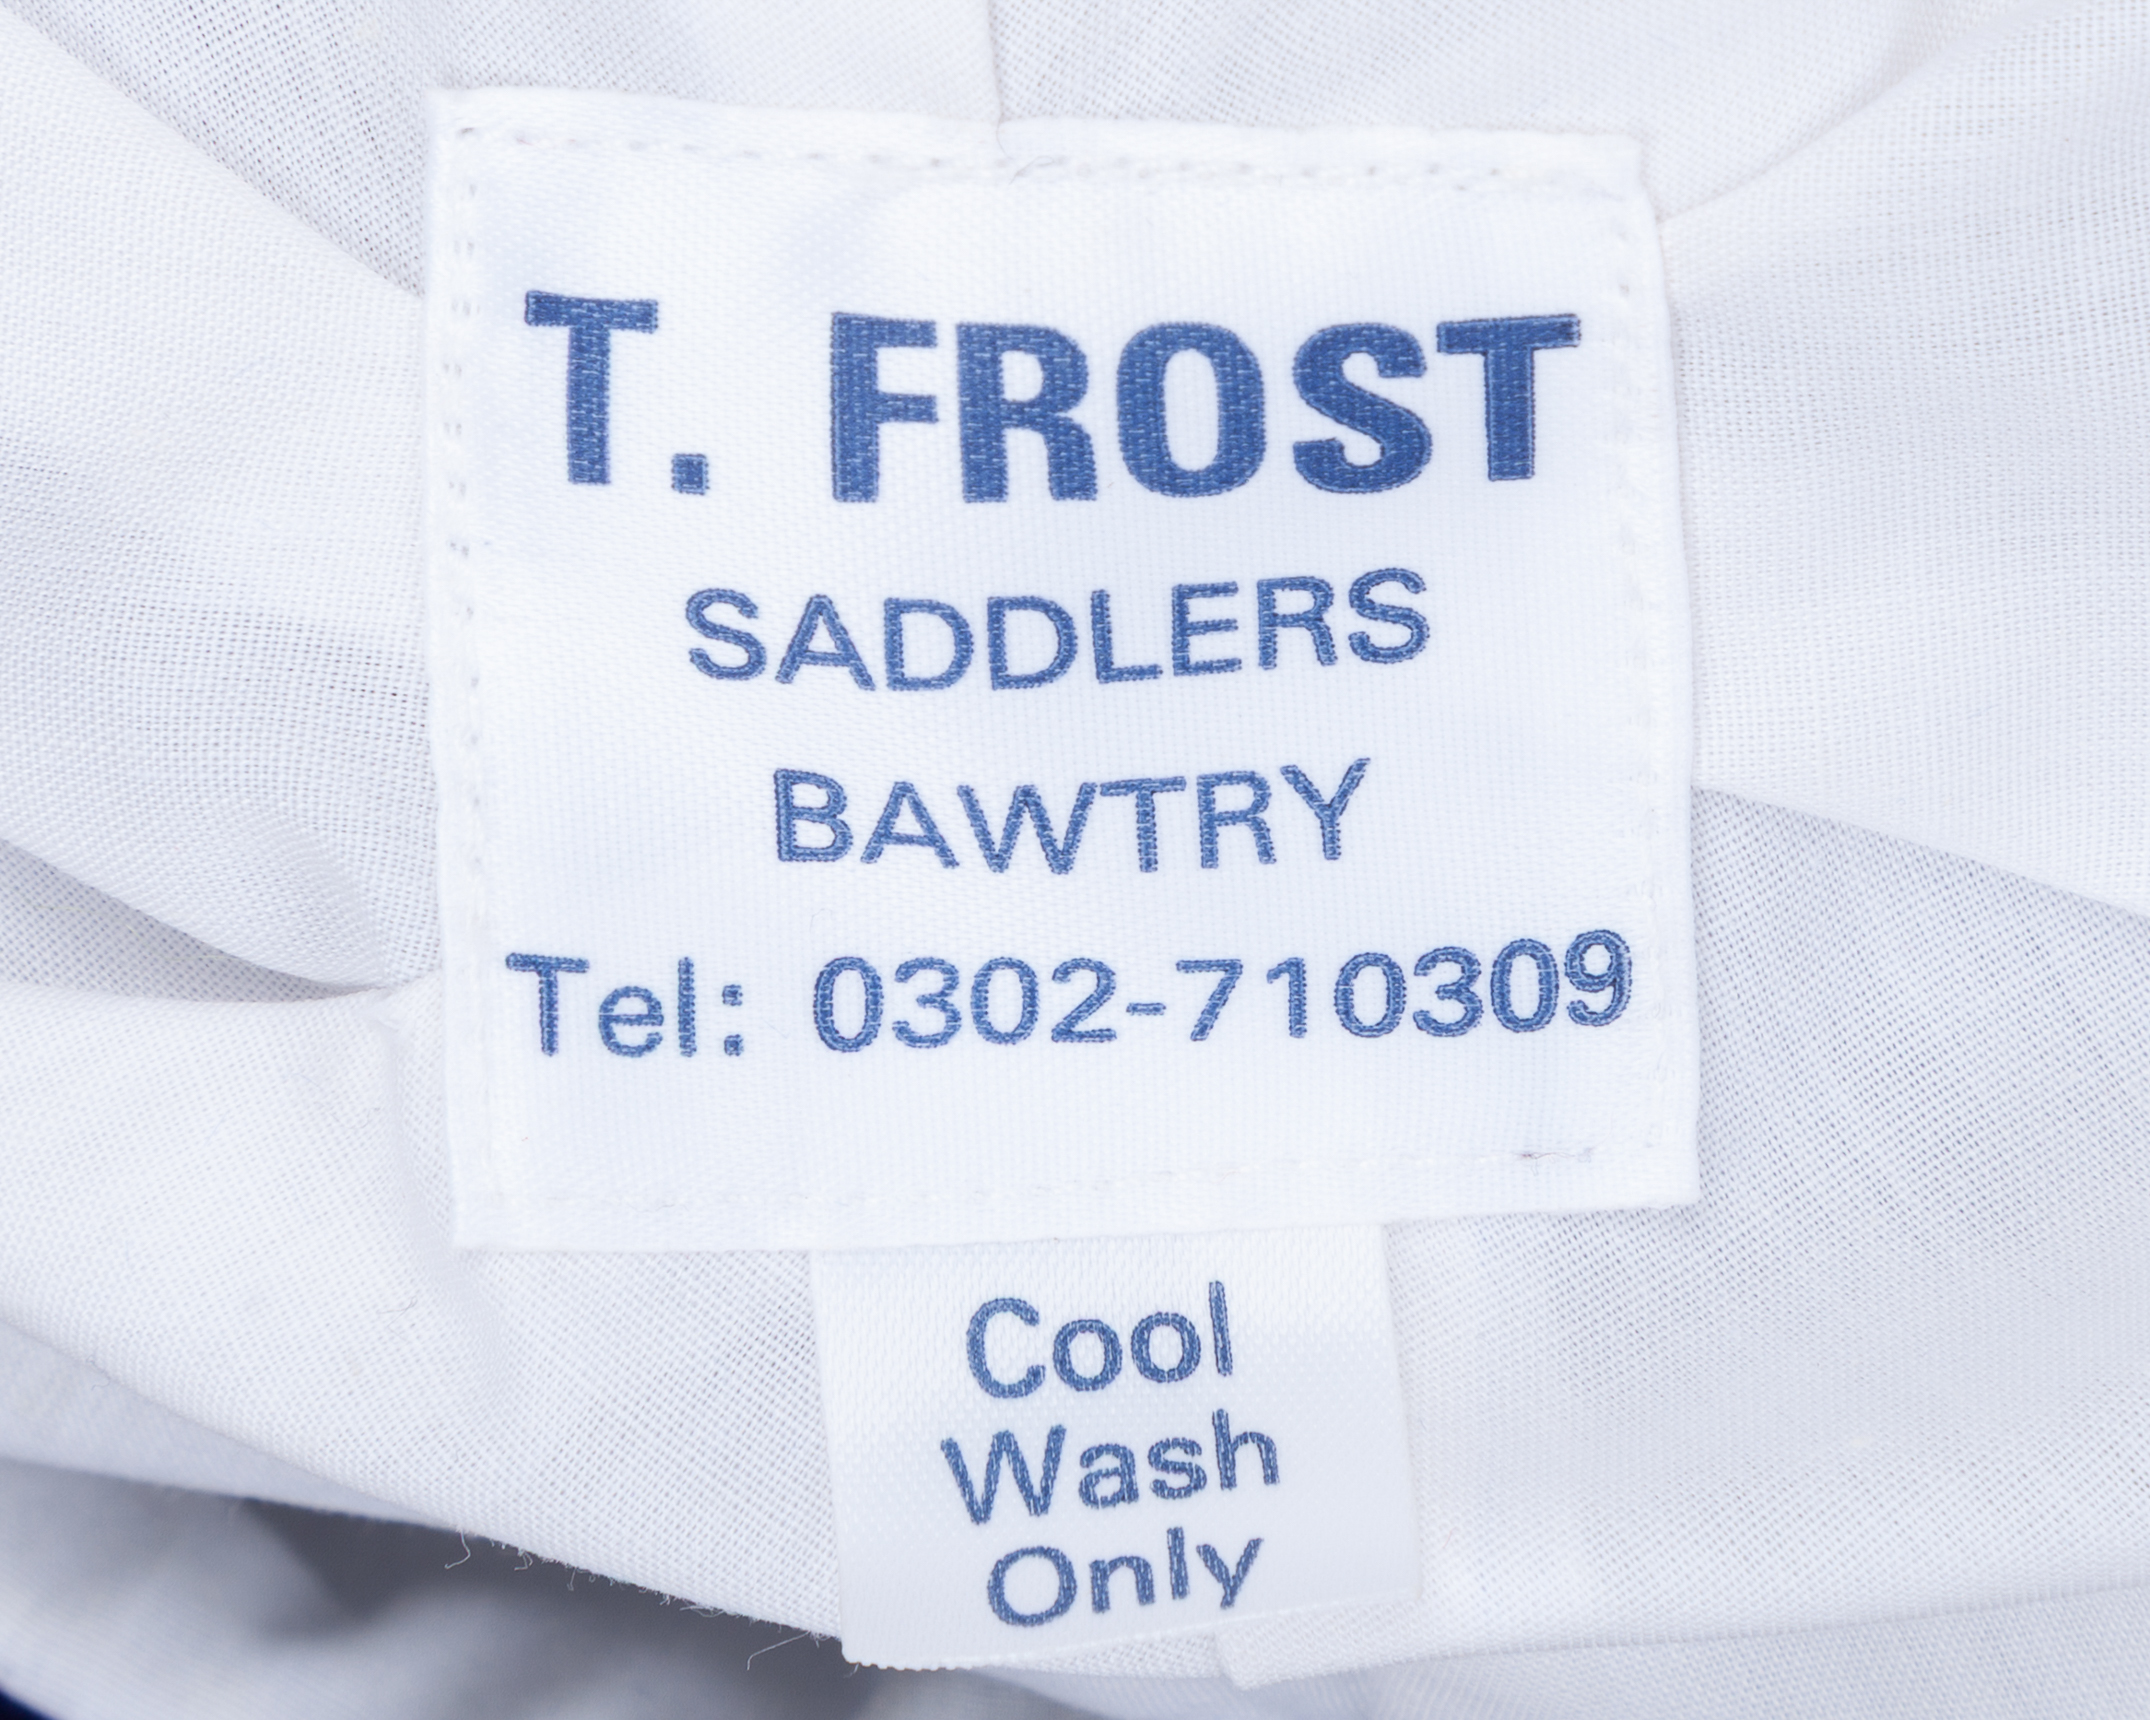 T. FROST
SADDLERS
BAWTRY
Tel: 0302-710309
Cool
Wash
Only